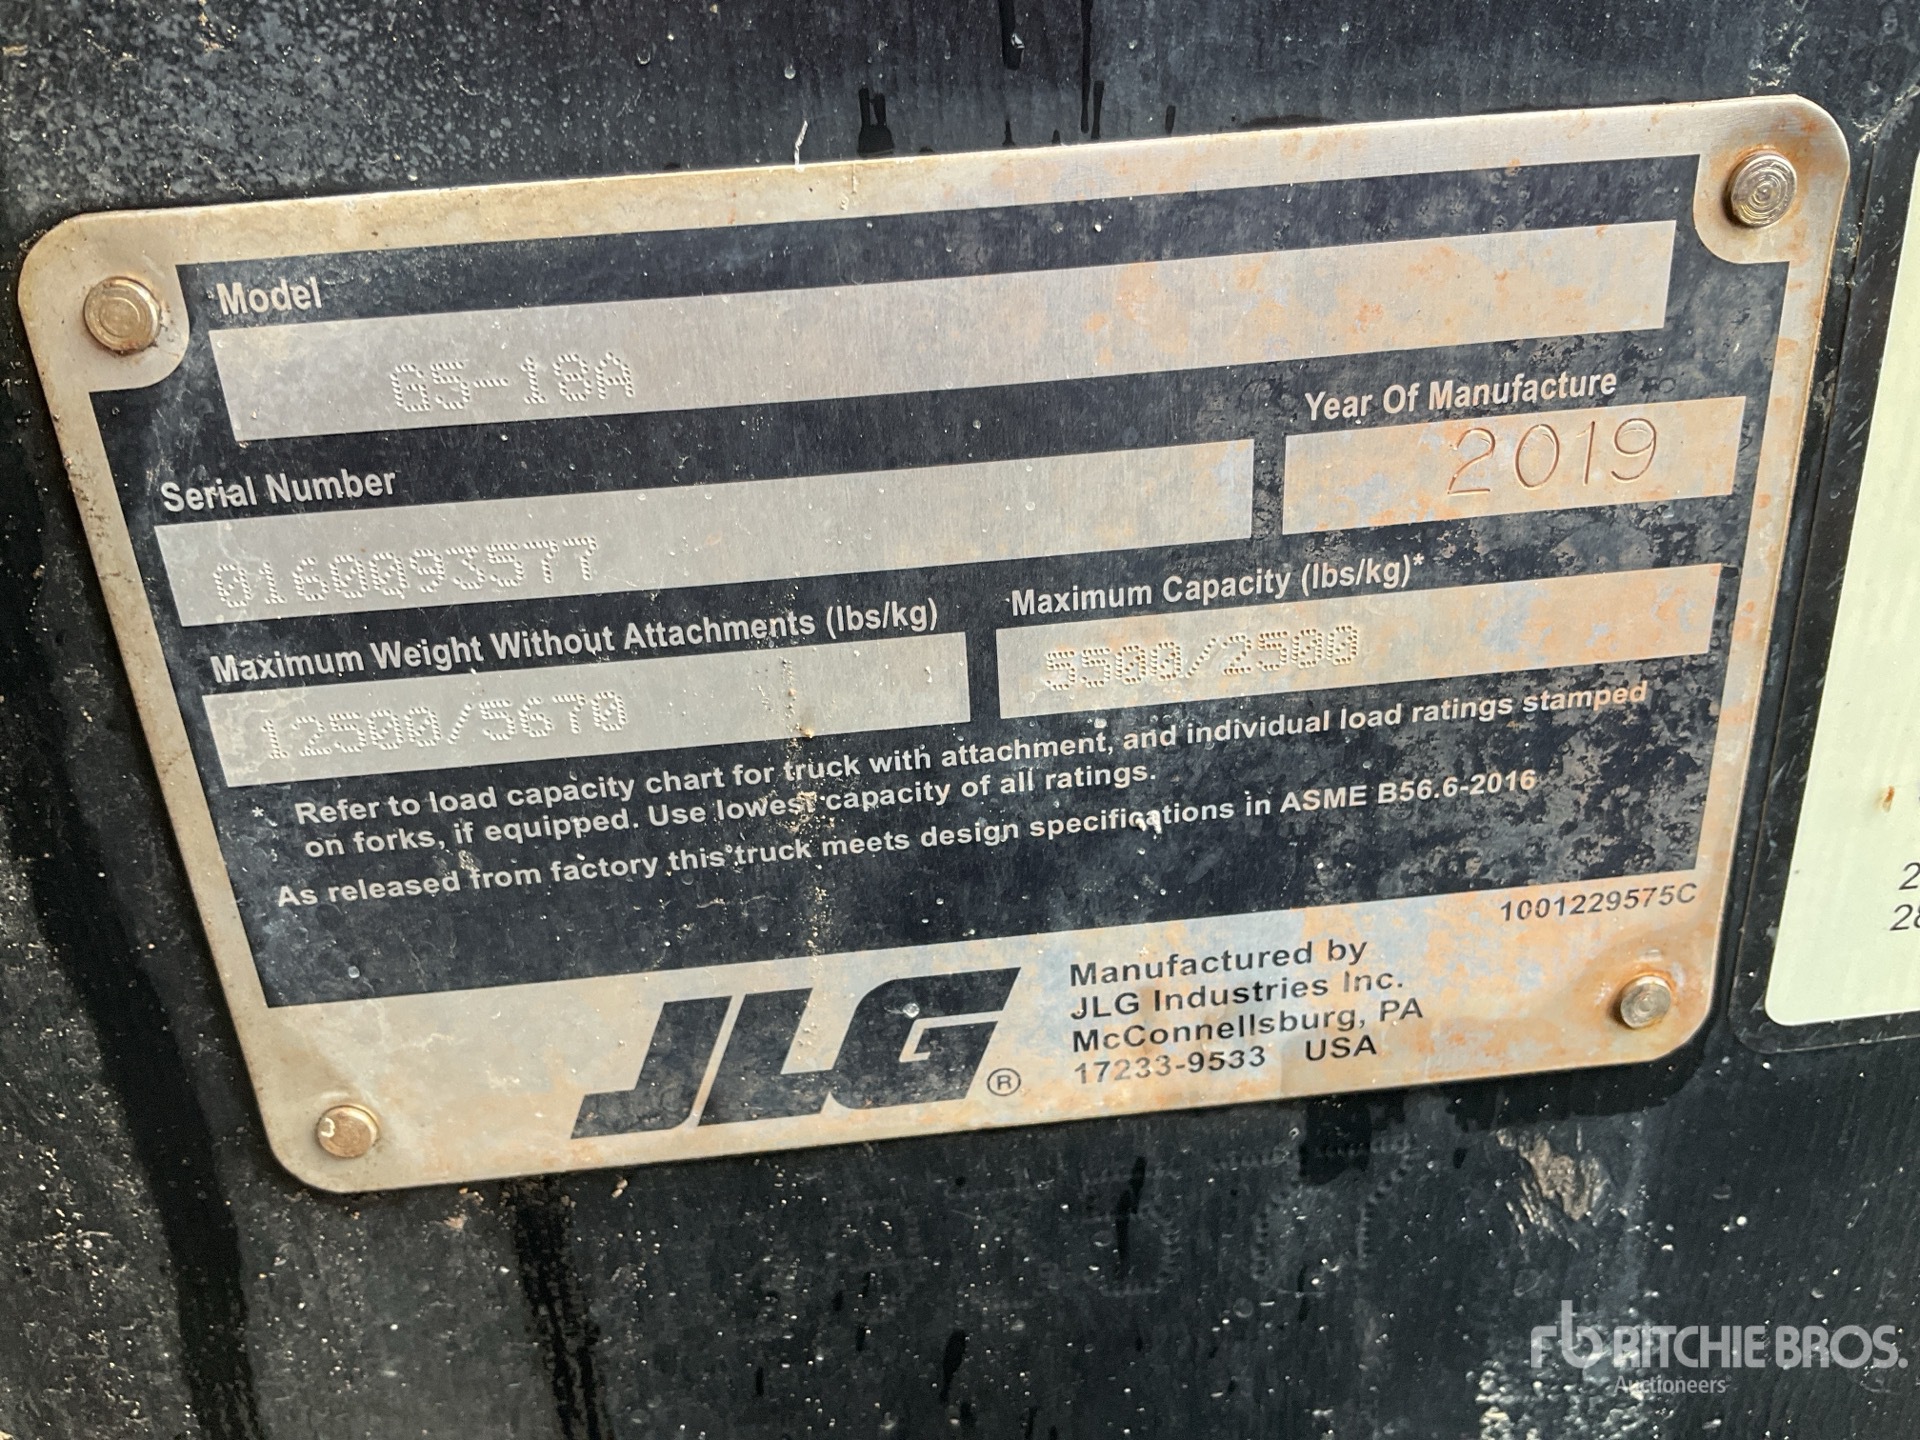 Model
G5-18A
Serial Number
0160093577
Year Of Manufacture
2019
Maximum Weight Without Attachments (lbs/kg)
12500/5670
Maximum Capacity (lbs/kg)*
5500/2500
* Refer to load capacity chart for truck with attachment, and individual load ratings stamped
on forks, if equipped. Use lowest capacity of all ratings.
As released from factory this truck meets design specifications in ASME B56.6-2016
1001229575C
JLG®
Manufactured by
JLG Industries Inc.
McConnellsburg, PA
17233-9533 USA
rb RITCHIE BROS.
Auctioneers